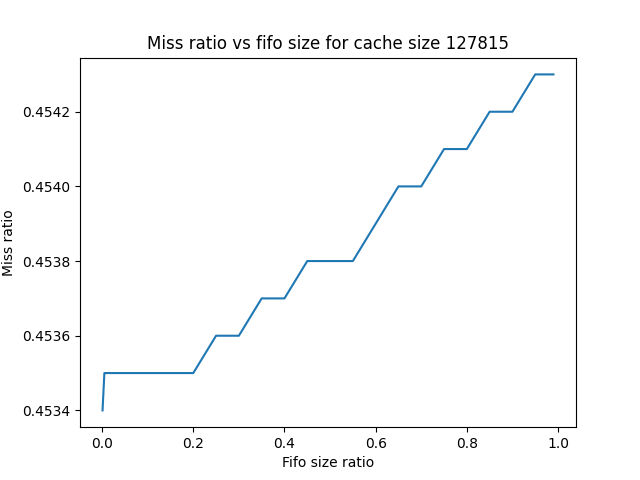 Miss ratio vs fifo size for cache size 127815
Miss ratio
0.4542
0.4540
0.4538
0.4536
0.4534
0.0 0.2 0.4 0.6 0.8 1.0
Fifo size ratio